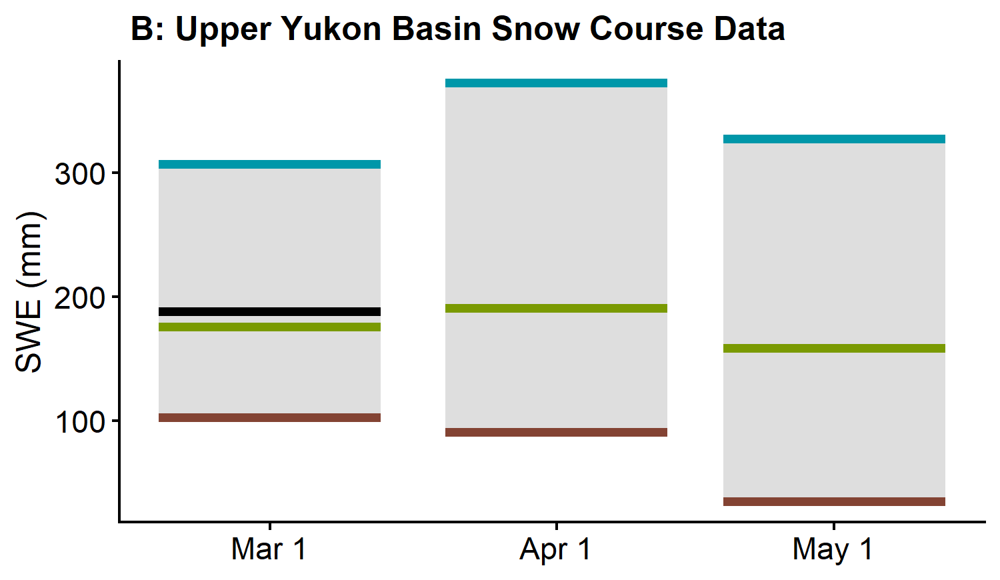 B: Upper Yukon Basin Snow Course Data
SWE (mm)
300
200
100
Mar 1
Apr 1
May 1